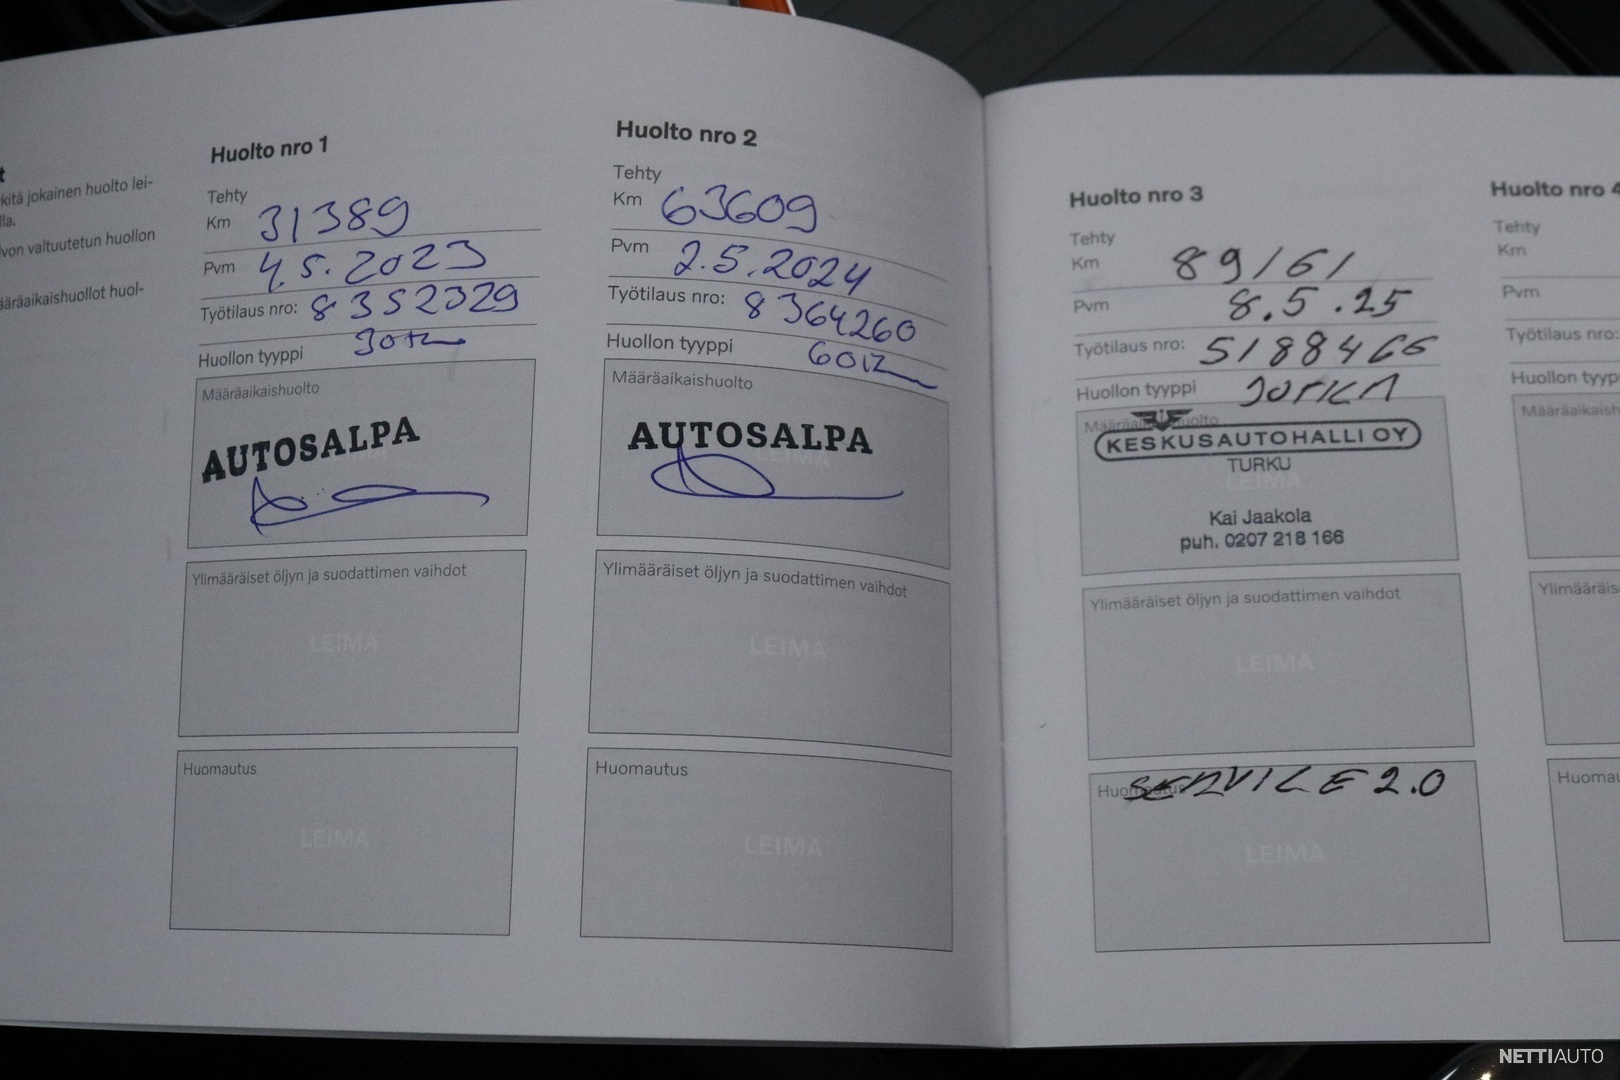 t
kitä jokainen huolto lei-
lla.
lvon valtuutetun huollon
ääräaikaishuollot huol-
Huolto nro 1
Tehty
Km 31389
Pvm 4.5.2023
Työtilaus nro: 8352329
Huollon tyyppi
Määräaikaishuolto
AUTOSALPA
Ylimääräiset öljyn ja suodattimen vaihdot
LEIMA
Huomautus
LEIMA
Huolto nro 2
Tehty
Km 63609
Pvm 2.5.2024
Työtilaus nro: 8364260
Huollon tyyppi
Määräaikaishuolto
AUTOSALPA
LEIMA
Ylimääräiset öljyn ja suodattimen vaihdot
LEIMA
Huomautus
LEIMA
Huolto nro 3
Tehty
Km 89161
Pvm 8.5.25
Työtilaus nro:
Huollon tyyppi
Määräaikaishuolto
KESKUSAUTOHALLI OY
TURKU
LEIMA
Kai Jaakola
puh. 0207 218 166
Ylimääräiset öljyn ja suodattimen vaihdot
LEIMA
Huomautus SERVICE 2.0
LEIMA
Huolto nro 4
Tehty
Km
Pvm
Työtilaus nro:
Huollon tyyp
Määräaikaish
Ylimääräis
Huomau
NETTIAUTO